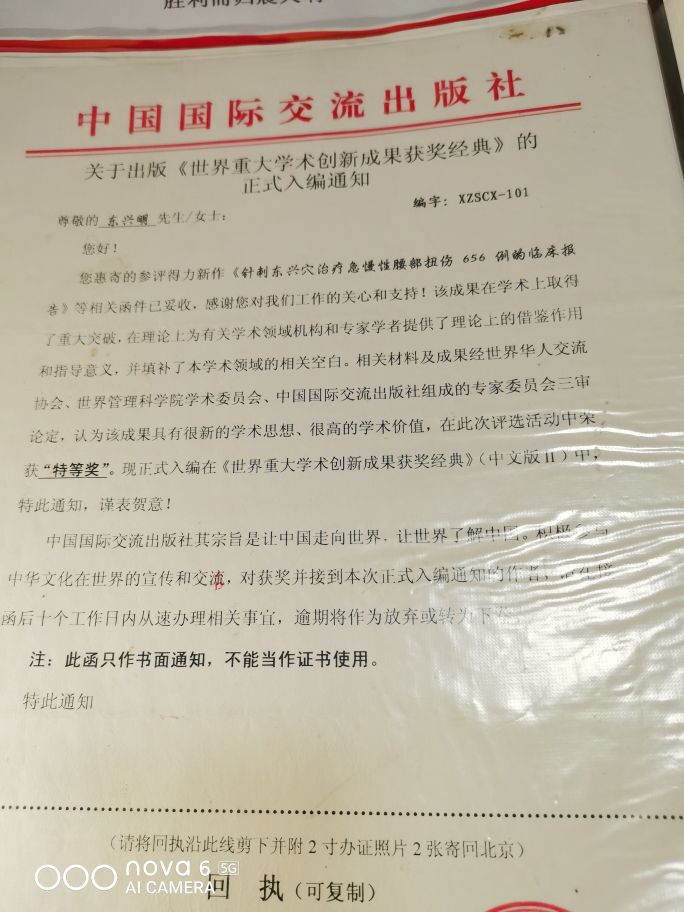 中国国际交流出版社
关于出版《世界重大学术创新成果获奖经典》的
正式入编通知
编字：XZSCX-101
尊敬的 东兴明 先生/女士：
您好！
您惠寄的参评得力新作《针刺东兴穴治疗急慢性腰部扭伤 656 例的临床报
告》等相关函件已妥收，感谢您对我们工作的关心和支持！该成果在学术上取得
了重大突破，在理论上为有关学术领域机构和专家学者提供了理论上的借鉴作用
和指导意义，并填补了本学术领域的相关空白。相关材料及成果经世界华人交流
协会、世界管理科学院学术委员会、中国国际交流出版社组成的专家委员会三审
论定，认为该成果具有很新的学术思想、很高的学术价值，在此次评选活动中荣
获“特等奖”。现正式入编在《世界重大学术创新成果获奖经典》（中文版Ⅱ）中，
特此通知，谨表贺意！
中国国际交流出版社其宗旨是让中国走向世界，让世界了解中国。积极参与
中华文化在世界的宣传和交流，对获奖并接到本次正式入编通知的作者，
函后十个工作日内从速办理相关事宜，逾期将作为放弃或转为下
注：此函只作书面通知，不能当作证书使用。
特此通知
（请将回执沿此线剪下并附 2 寸办证照片 2 张寄回北京）
回 执（可复制）
nova 6 5G
AI CAMERA